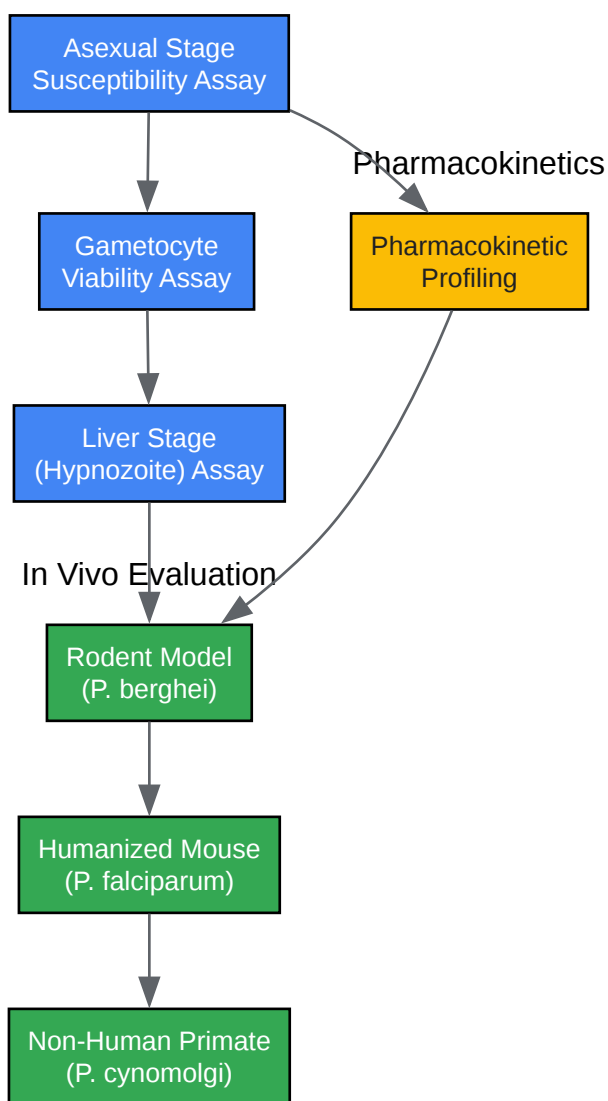 Asexual Stage
Susceptibility Assay
Pharmacokinetics
Gametocyte
Viability Assay
Pharmacokinetic
Profiling
Liver Stage
(Hypnozoite) Assay
In Vivo Evaluation
Rodent Model
(P. berghei)
Humanized Mouse
(P. falciparum)
Non-Human Primate
(P. cynomolgi)